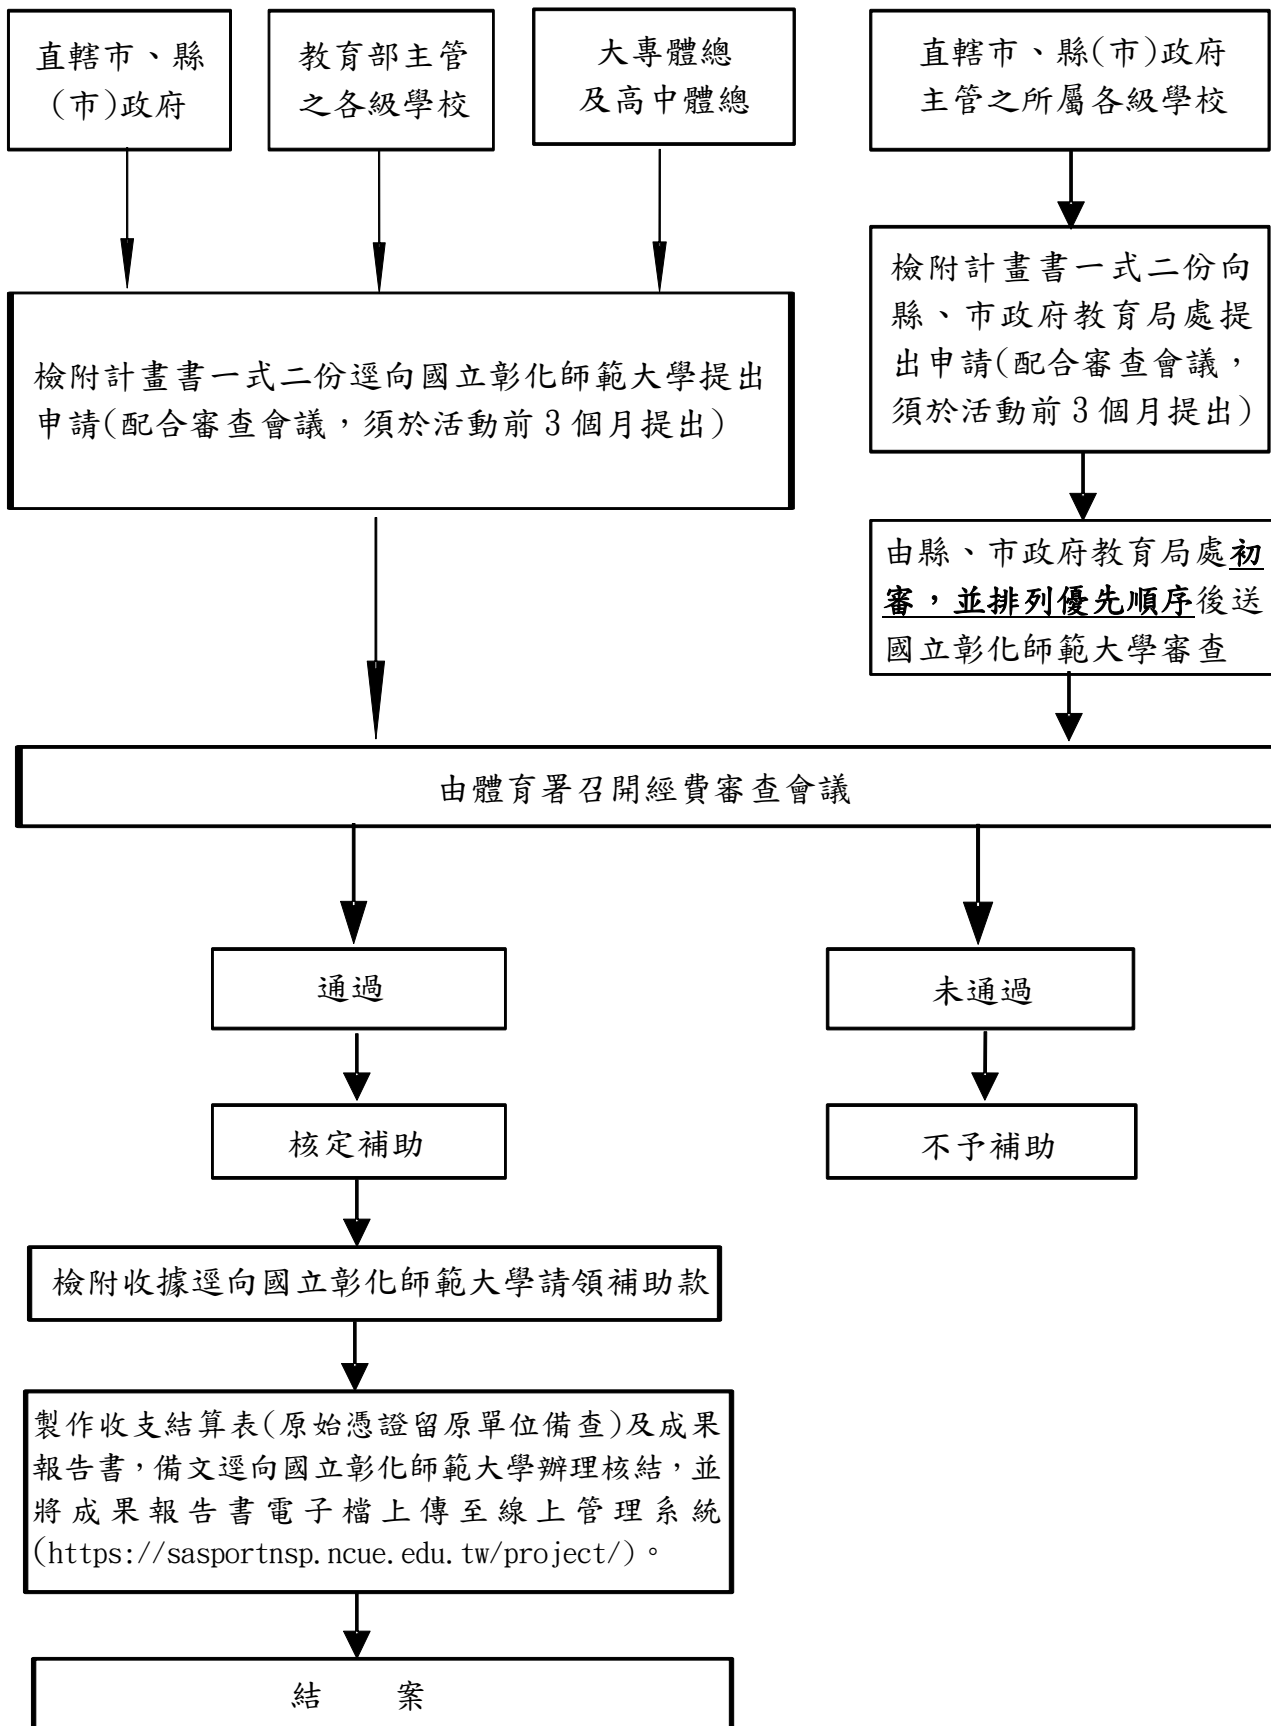 直轄市、縣
(市)政府
教育部主管
之各級學校
大專體總
及高中體總
直轄市、縣(市)政府
主管之所屬各級學校
檢附計畫書一式二份逕向國立彰化師範大學提出
申請(配合審查會議，須於活動前3個月提出)
檢附計畫書一式二份向
縣、市政府教育局處提
出申請(配合審查會議，
須於活動前3個月提出)
由縣、市政府教育局處初
審，並排列優先順序後送
國立彰化師範大學審查
由體育署召開經費審查會議
通過
未通過
核定補助
不予補助
檢附收據逕向國立彰化師範大學請領補助款
製作收支結算表(原始憑證留原單位備查)及成果
報告書，備文逕向國立彰化師範大學辦理核結，並
將成果報告書電子檔上傳至線上管理系統
(https://sasportnsp.ncue.edu.tw/project/)。
結　案